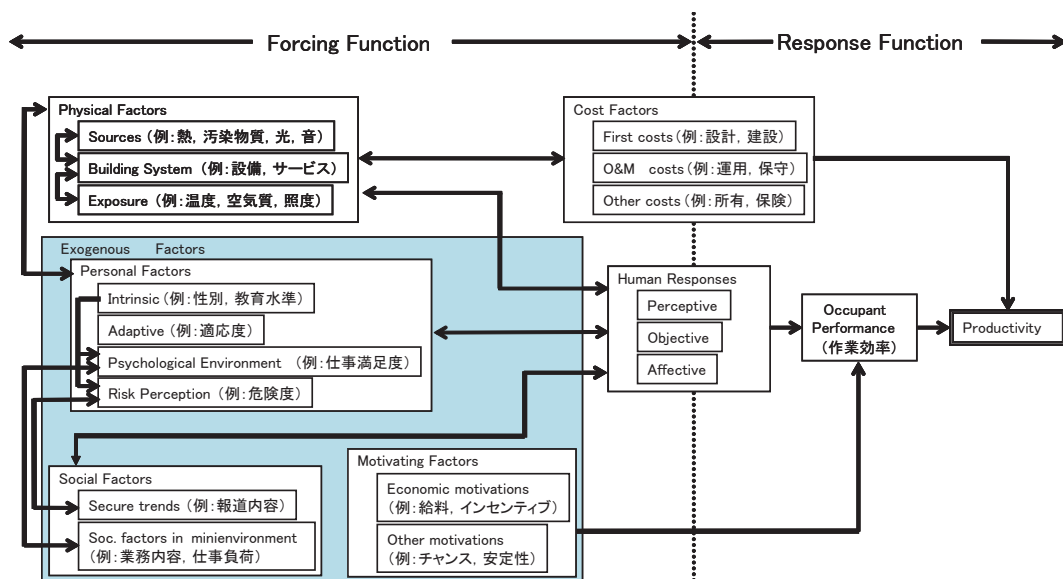 Forcing Function
Response Function
Physical Factors
Sources (例:熱, 汚染物質, 光, 音)
Building System (例:設備, サービス)
Exposure (例:温度, 空気質, 照度)
Cost Factors
First costs(例:設計, 建設)
O&M costs(例:運用, 保守)
Other costs(例:所有, 保険)
Exogenous Factors
Personal Factors
Intrinsic (例:性別, 教育水準)
Adaptive (例:適応度)
Psychological Environment (例:仕事満足度)
Risk Perception (例:危険度)
Human Responses
Perceptive
Objective
Affective
Occupant
Performance
(作業効率)
Productivity
Social Factors
Secure trends (例:報道内容)
Soc. factors in minienvironment
(例:業務内容, 仕事負荷)
Motivating Factors
Economic motivations
(例:給料, インセンティブ)
Other motivations
(例:チャンス, 安定性)